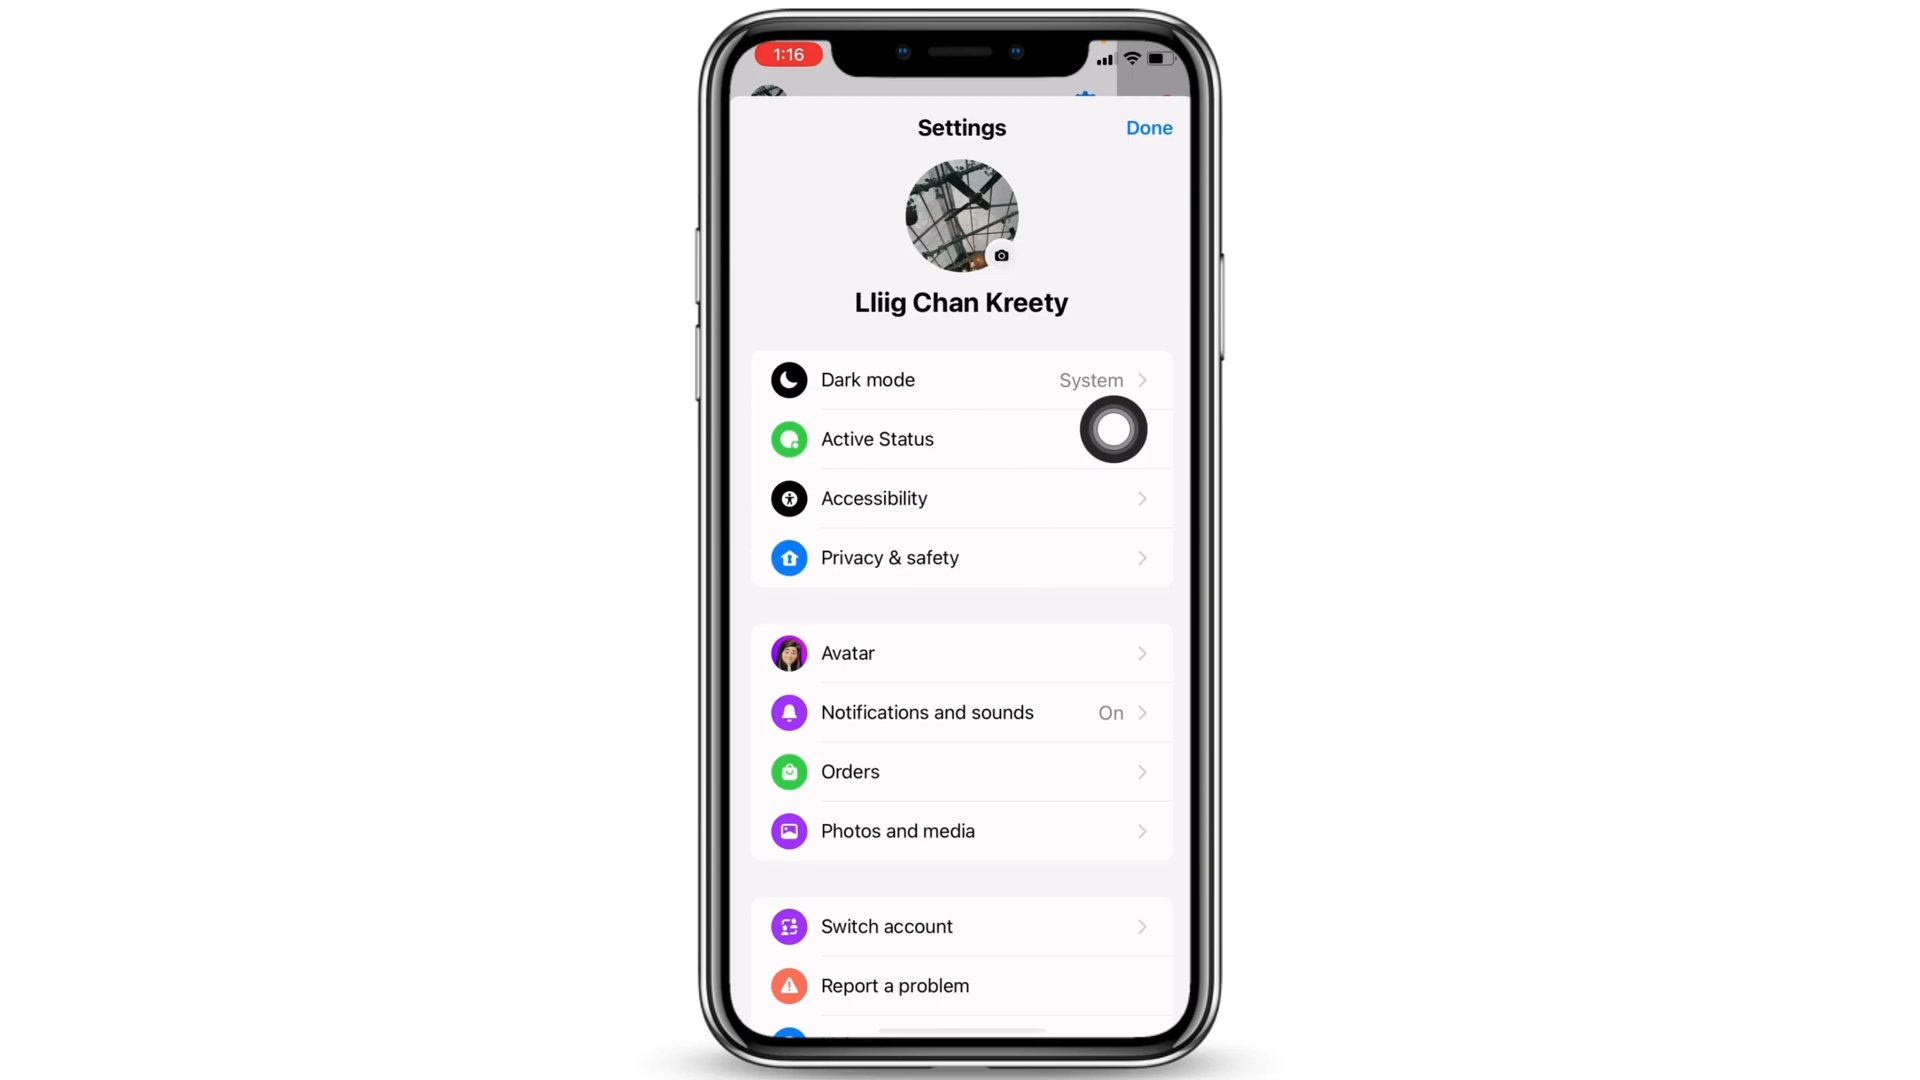 1:16
Settings
Done
Lliig Chan Kreety
Dark mode System
Active Status
Accessibility
Privacy & safety
Avatar
Notifications and sounds On
Orders
Photos and media
Switch account
Report a problem